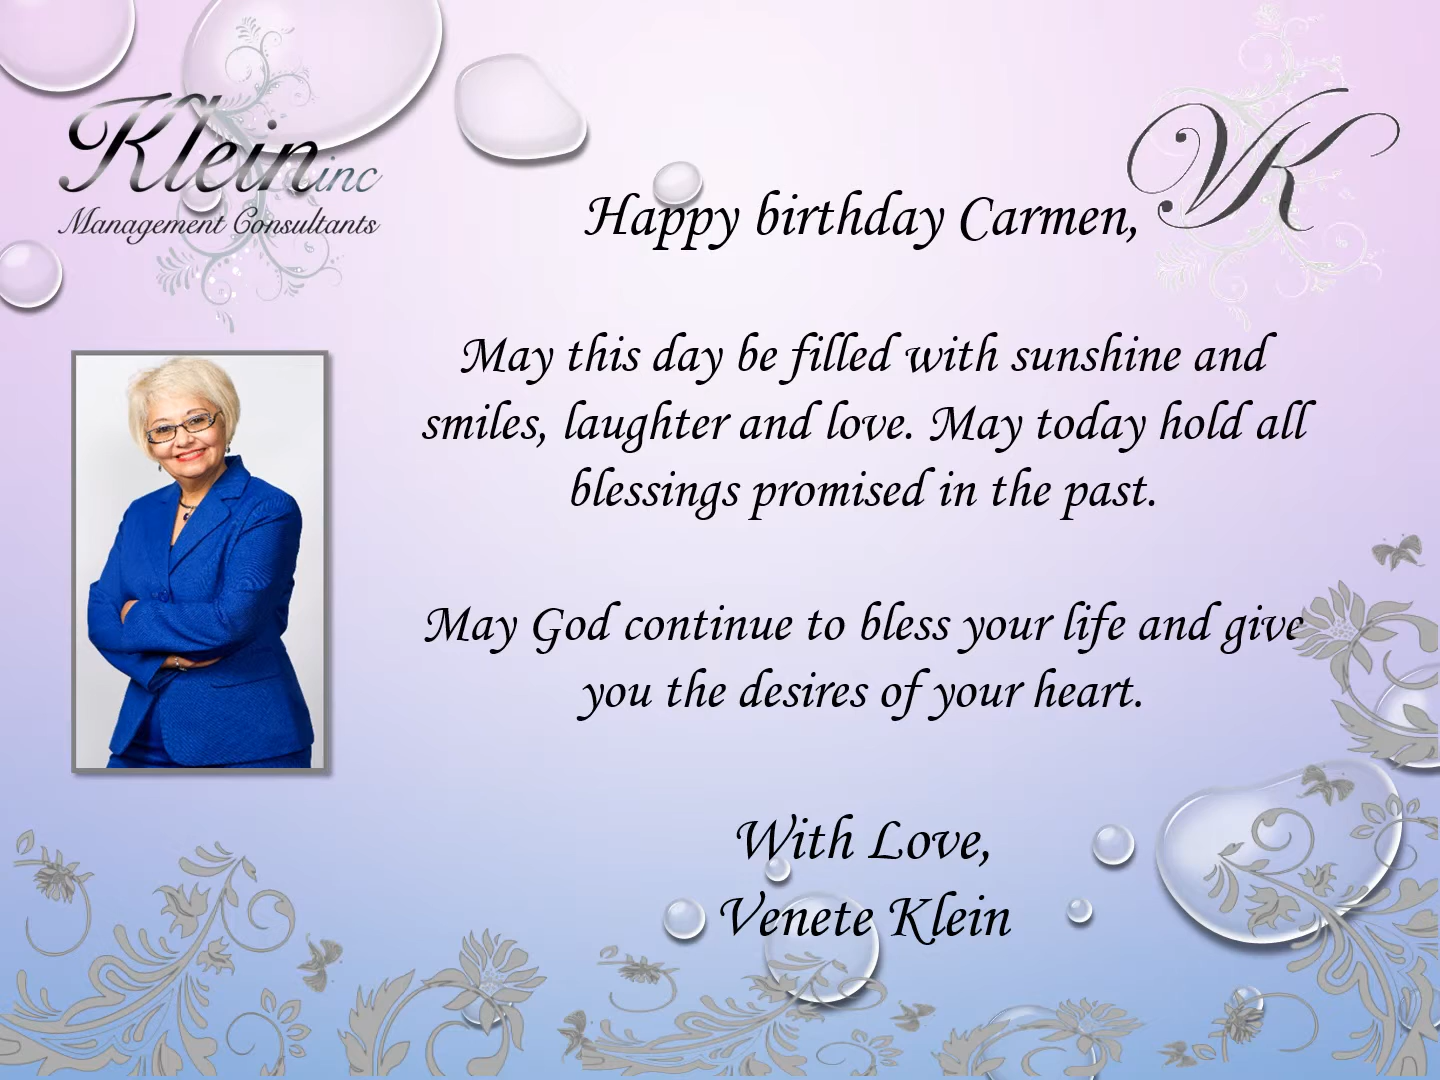 Klein inc
Management Consultants
VK
Happy birthday Carmen,
May this day be filled with sunshine and
smiles, laughter and love. May today hold all
blessings promised in the past.
May God continue to bless your life and give
you the desires of your heart.
With Love,
Venete Klein